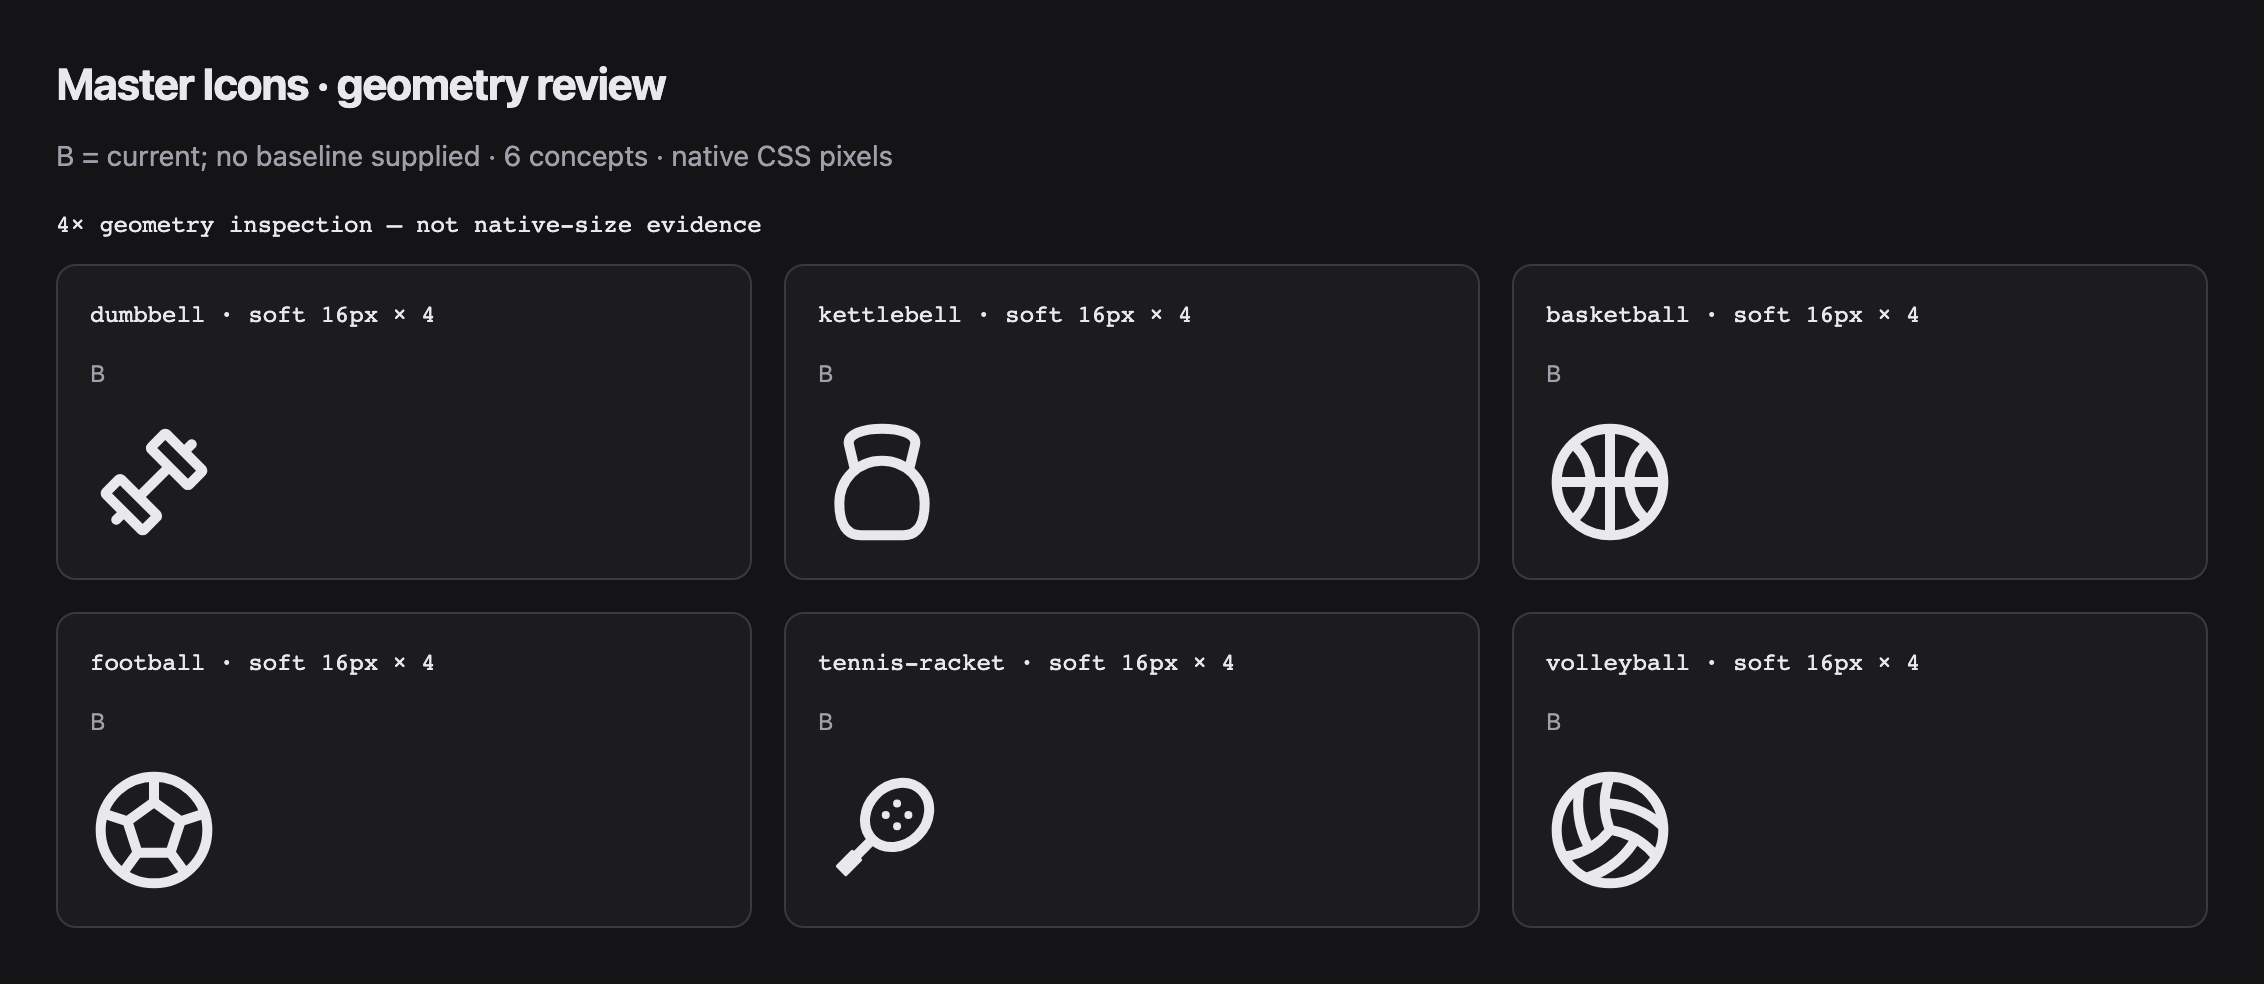 Master Icons · geometry review
B = current; no baseline supplied · 6 concepts · native CSS pixels
4× geometry inspection — not native-size evidence
dumbbell · soft 16px × 4
B
kettlebell · soft 16px × 4
B
basketball · soft 16px × 4
B
football · soft 16px × 4
B
tennis-racket · soft 16px × 4
B
volleyball · soft 16px × 4
B